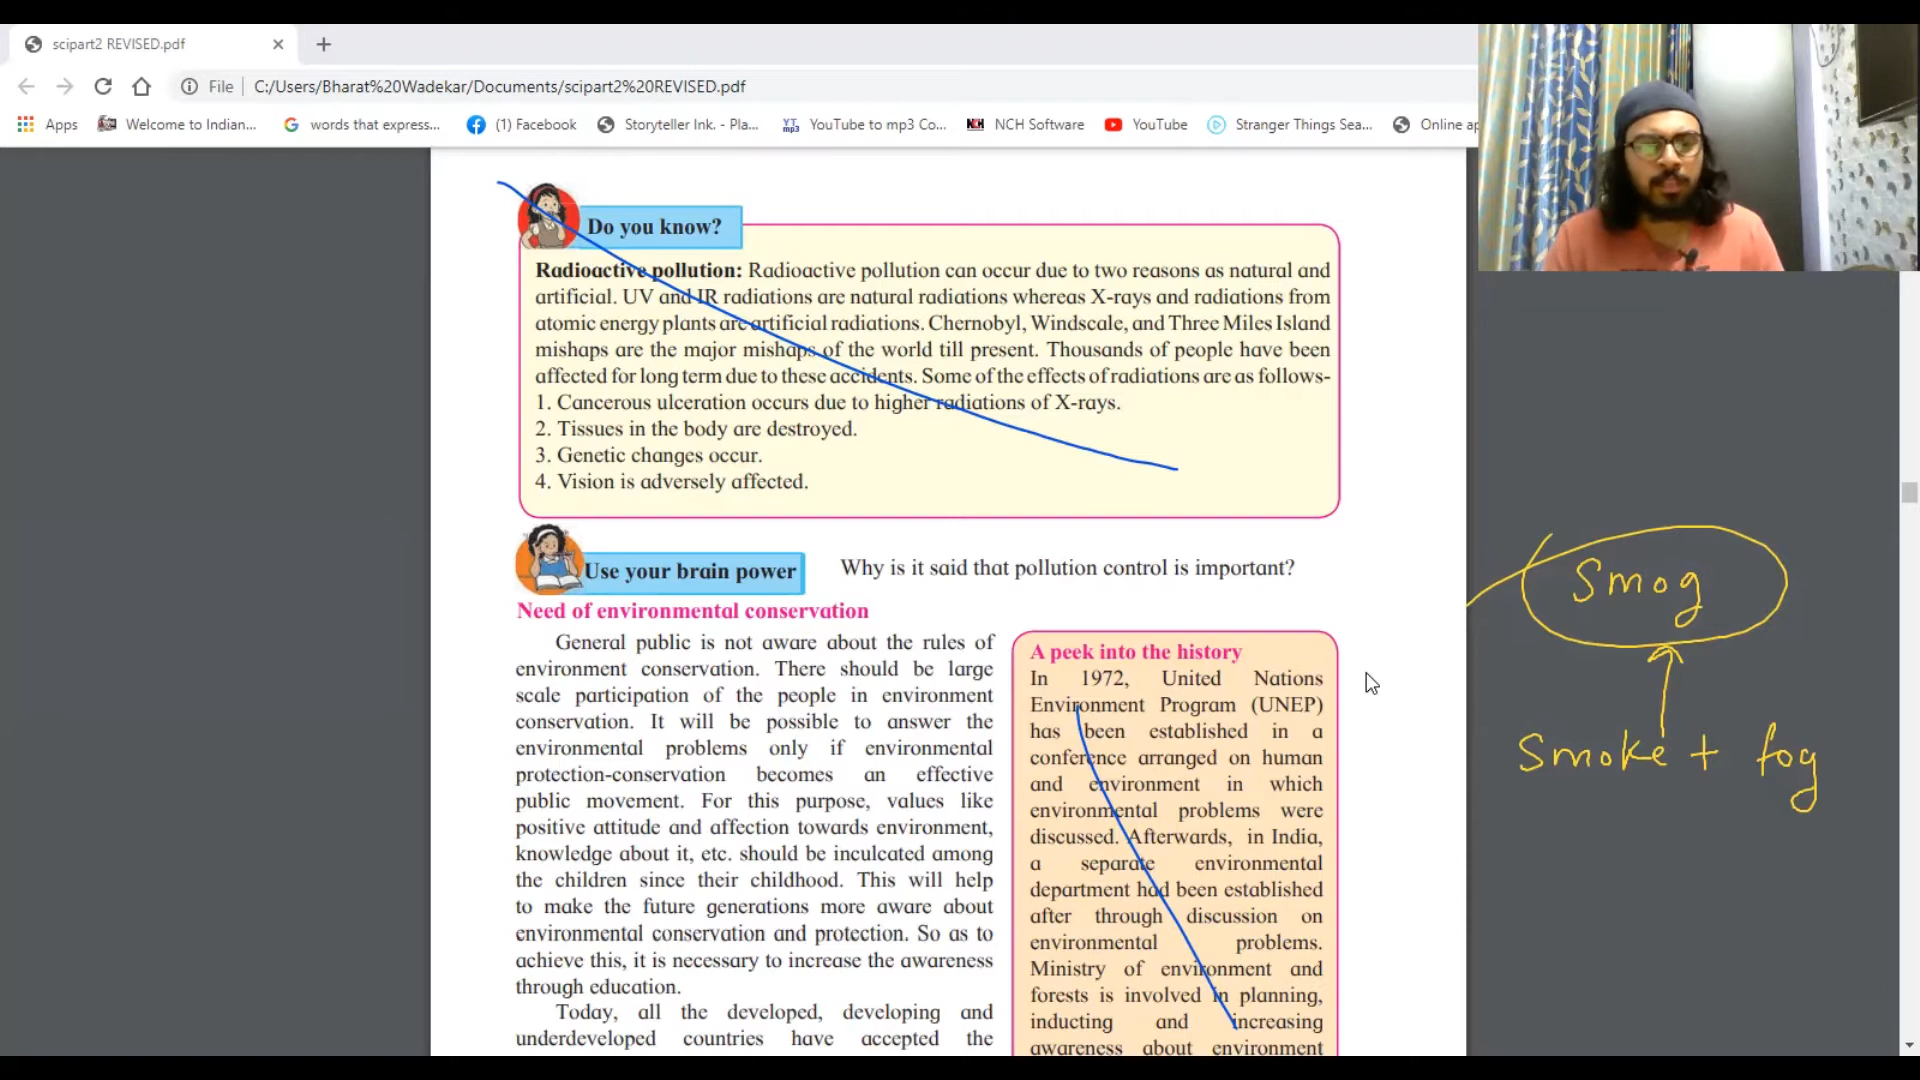 scipart2 REVISED.pdf
File C:/Users/Bharat%20Wadekar/Documents/scipart2%20REVISED.pdf
Apps Welcome to Indian... words that express... (1) Facebook Storyteller Ink. - Pla... YT mp3 YouTube to mp3 Co... NCH NCH Software YouTube Stranger Things Sea... Online ap
Do you know?
Radioactive pollution: Radioactive pollution can occur due to two reasons as natural and
artificial. UV and IR radiations are natural radiations whereas X-rays and radiations from
atomic energy plants are artificial radiations. Chernobyl, Windscale, and Three Miles Island
mishaps are the major mishaps of the world till present. Thousands of people have been
affected for long term due to these accidents. Some of the effects of radiations are as follows-
1. Cancerous ulceration occurs due to higher radiations of X-rays.
2. Tissues in the body are destroyed.
3. Genetic changes occur.
4. Vision is adversely affected.
Use your brain power
Why is it said that pollution control is important?
Need of environmental conservation
General public is not aware about the rules of
environment conservation. There should be large
scale participation of the people in environment
conservation. It will be possible to answer the
environmental problems only if environmental
protection-conservation becomes an effective
public movement. For this purpose, values like
positive attitude and affection towards environment,
knowledge about it, etc. should be inculcated among
the children since their childhood. This will help
to make the future generations more aware about
environmental conservation and protection. So as to
achieve this, it is necessary to increase the awareness
through education.
Today, all the developed, developing and
underdeveloped countries have accepted the
A peek into the history
In 1972, United Nations
Environment Program (UNEP)
has been established in a
conference arranged on human
and environment in which
environmental problems were
discussed. Afterwards, in India,
a separate environmental
department had been established
after through discussion on
environmental problems.
Ministry of environment and
forests is involved in planning,
inducting and increasing
awareness about environment
Smog
Smoke + fog